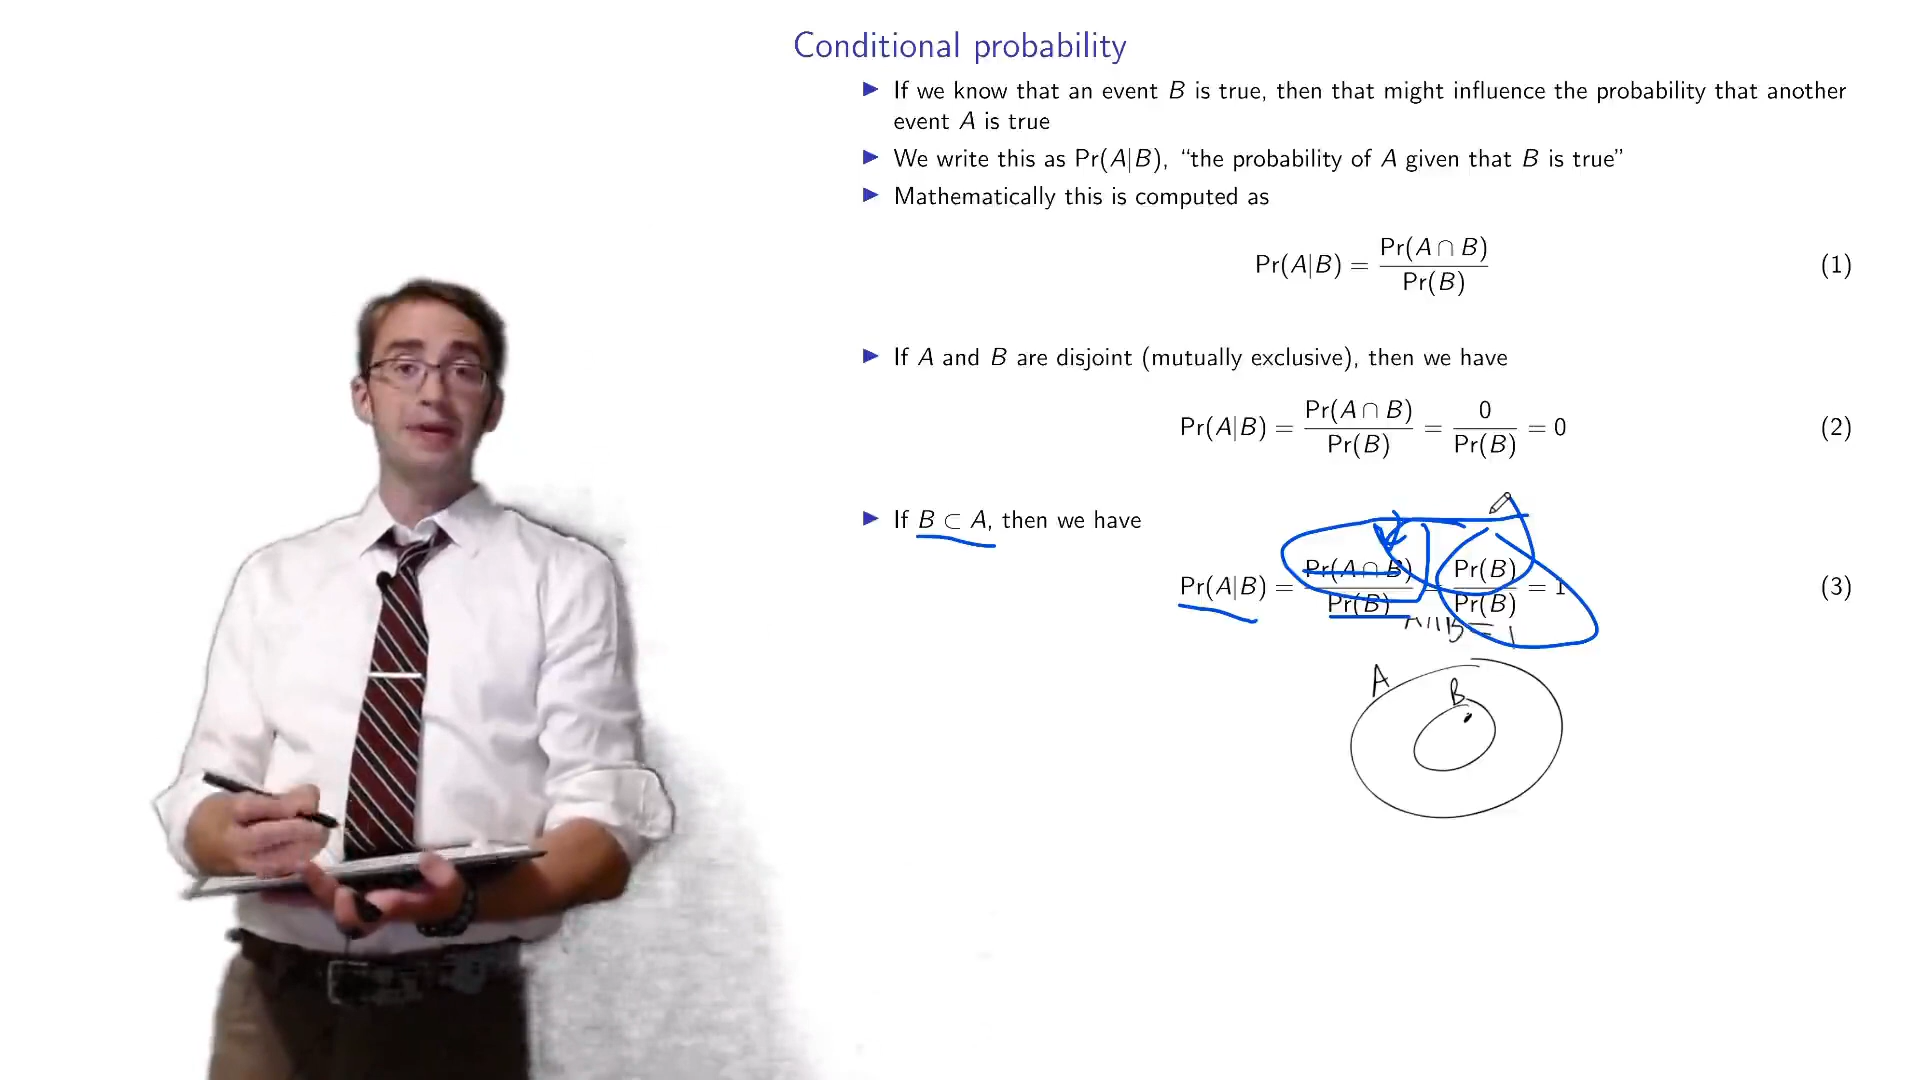 Conditional probability
▶ If we know that an event B is true, then that might influence the probability that another
event A is true
▶ We write this as Pr(A|B), “the probability of A given that B is true”
▶ Mathematically this is computed as
Pr(A|B) = Pr(A ∩ B) / Pr(B) (1)
▶ If A and B are disjoint (mutually exclusive), then we have
Pr(A|B) = Pr(A ∩ B) / Pr(B) = 0 / Pr(B) = 0 (2)
▶ If B ⊂ A, then we have
Pr(A|B) = Pr(A ∩ B) / Pr(B) = Pr(B) / Pr(B) = 1 (3)
A
B